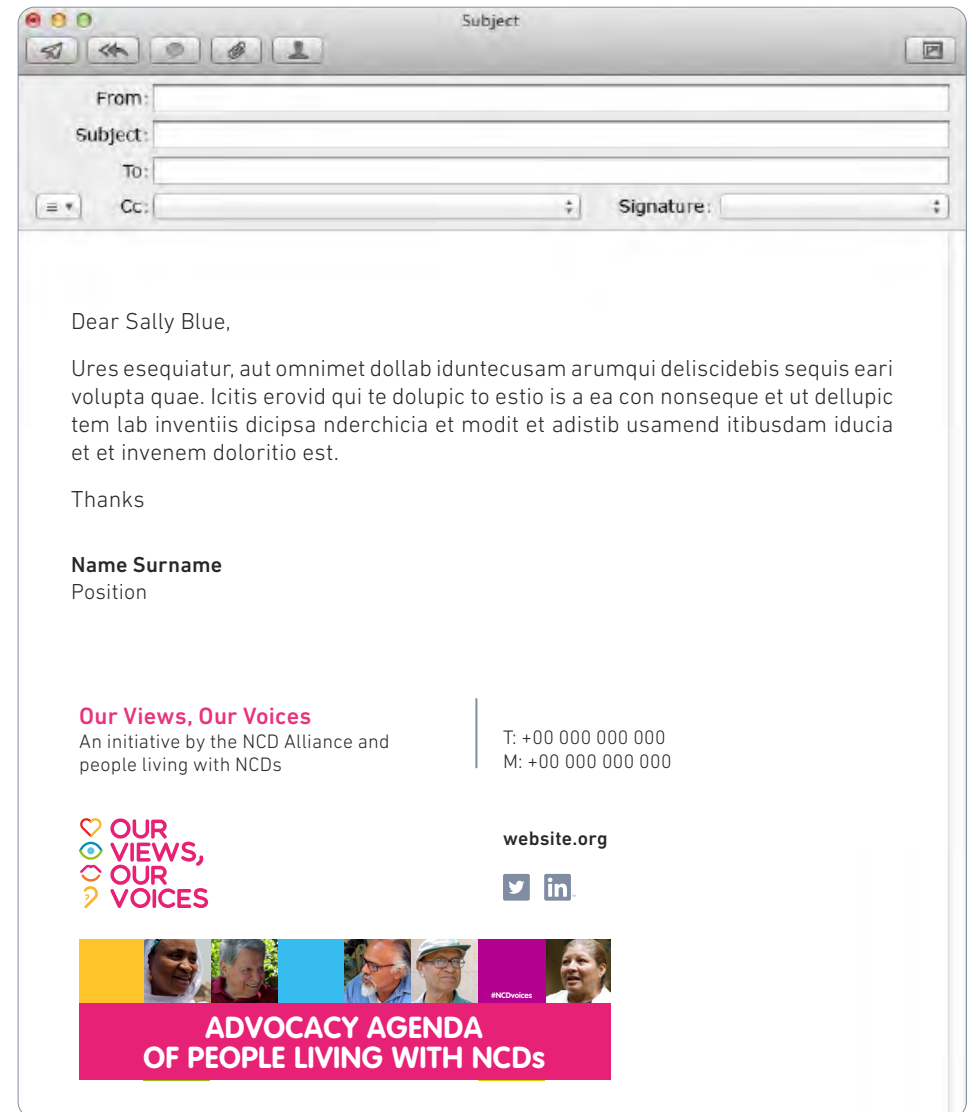 Subject
From:
Subject:
To:
Cc:
Signature:
Dear Sally Blue,
Ures esequiatur, aut omnimet dollab iduntecusam arumqui deliscidebis sequis eari
volupta quae. Icitis erovid qui te dolupic to estio is a ea con nonseque et ut dellupic
tem lab inventiis dicipsa nderchicia et modit et adistib usamend itibusdam iducia
et et invenem doloritio est.
Thanks
Name Surname
Position
Our Views, Our Voices
An initiative by the NCD Alliance and
people living with NCDs
T: +00 000 000 000
M: +00 000 000 000
OUR
VIEWS,
OUR
VOICES
website.org
in
#NCDvoices
ADVOCACY AGENDA
OF PEOPLE LIVING WITH NCDs